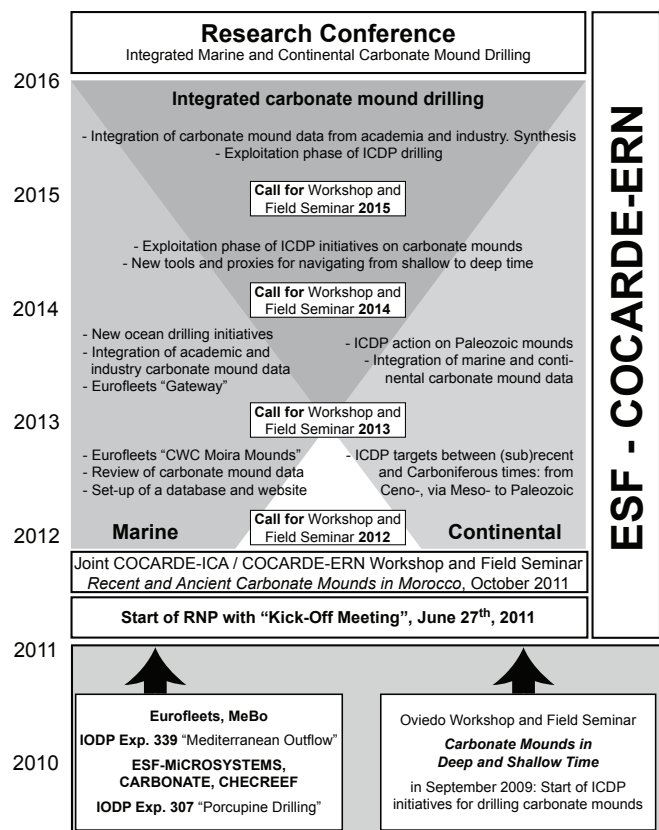 Research Conference
Integrated Marine and Continental Carbonate Mound Drilling
2016
Integrated carbonate mound drilling
- Integration of carbonate mound data from academia and industry. Synthesis
- Exploitation phase of ICDP drilling
2015
Call for Workshop and
Field Seminar 2015
- Exploitation phase of ICDP initiatives on carbonate mounds
- New tools and proxies for navigating from shallow to deep time
2014
Call for Workshop and
Field Seminar 2014
- New ocean drilling initiatives
- Integration of academic and
industry carbonate mound data
- Eurofleets “Gateway”
- ICDP action on Paleozoic mounds
- Integration of marine and conti-
nental carbonate mound data
2013
Call for Workshop and
Field Seminar 2013
- Eurofleets “CWC Moira Mounds”
- Review of carbonate mound data
- Set-up of a database and website
- ICDP targets between (sub)recent
and Carboniferous times: from
Ceno-, via Meso- to Paleozoic
2012
Marine
Call for Workshop and
Field Seminar 2012
Continental
Joint COCARDE-ICA / COCARDE-ERN Workshop and Field Seminar
Recent and Ancient Carbonate Mounds in Morocco, October 2011
Start of RNP with “Kick-Off Meeting”, June 27th, 2011
ESF - COCARDE-ERN
2011
2010
Eurofleets, MeBo
IODP Exp. 339 “Mediterranean Outflow”
ESF-MiCROSYSTEMS,
CARBONATE, CHECREEF
IODP Exp. 307 “Porcupine Drilling”
Oviedo Workshop and Field Seminar
Carbonate Mounds in
Deep and Shallow Time
in September 2009: Start of ICDP
initiatives for drilling carbonate mounds